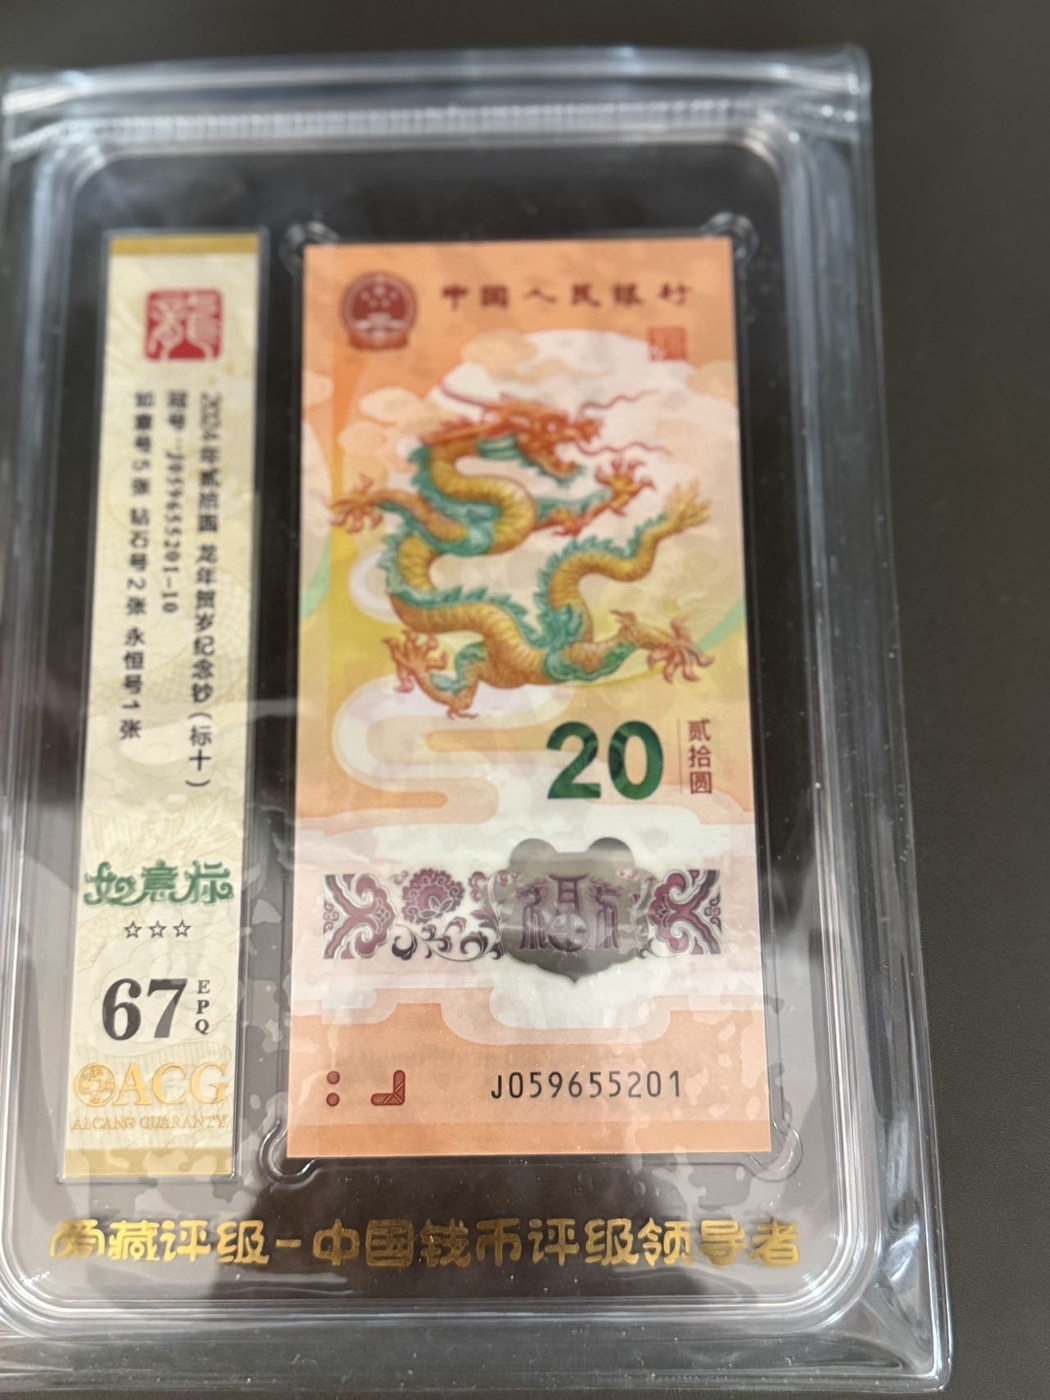 龍
2024年贰拾圆 龙年贺岁纪念钞(标十)
冠号-J059655201-10
如意号5张 钻石号2张 永恒号1张
如意标
☆☆☆
67
EPQ
ACG
AI CANG GUARANTY
中国人民银行
20
贰拾圆
福
J059655201
爱藏评级-中国钱币评级领导者